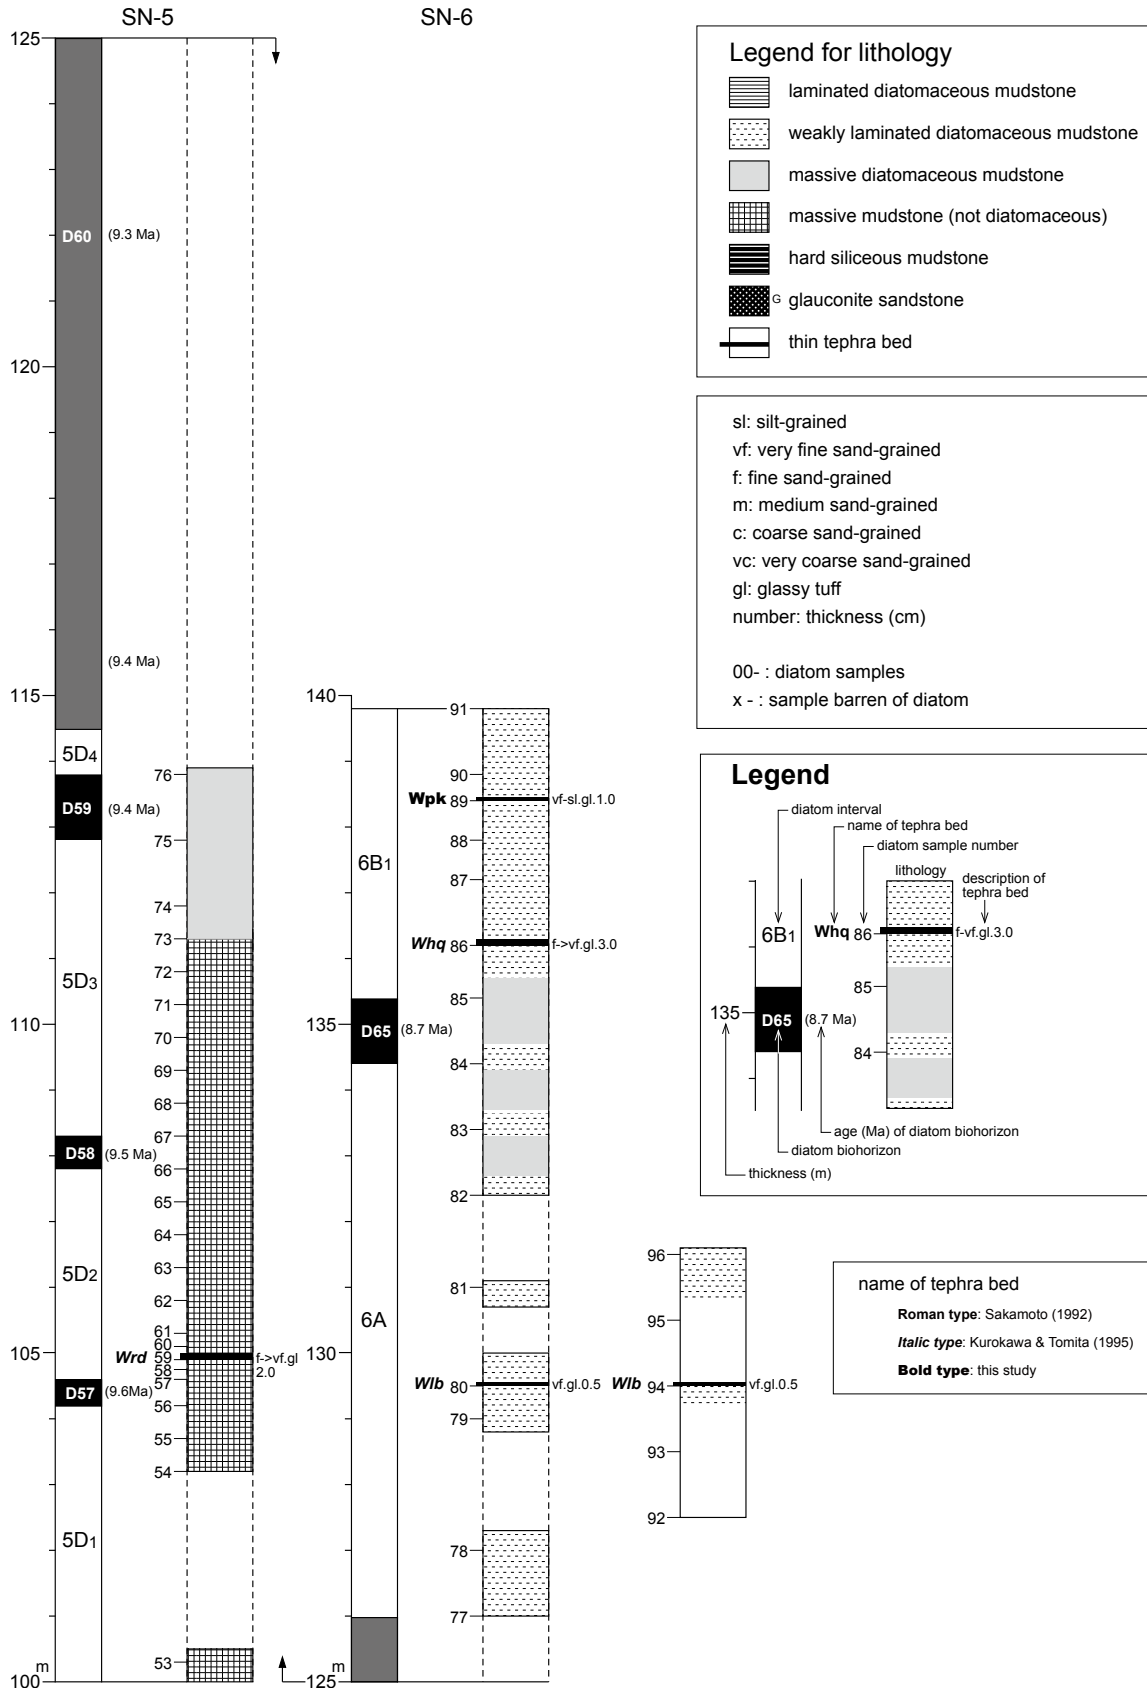 SN-5
SN-6
125
120
115
110
105
100
m
D60
(9.3 Ma)
(9.4 Ma)
5D4
D59
(9.4 Ma)
5D3
D58
(9.5 Ma)
5D2
D57
(9.6Ma)
5D1
76
75
74
73
72
71
70
69
68
67
66
65
64
63
62
61
60
Wrd
59
f->vf.gl
2.0
58
57
56
55
54
53
140
135
130
125
m
6B1
D65
(8.7 Ma)
6A
91
90
Wpk
89
vf-sl.gl.1.0
88
87
Whq
86
f->vf.gl.3.0
85
84
83
82
81
Wlb
80
vf.gl.0.5
79
78
77
96
95
Wlb
94
vf.gl.0.5
93
92
Legend for lithology
laminated diatomaceous mudstone
weakly laminated diatomaceous mudstone
massive diatomaceous mudstone
massive mudstone (not diatomaceous)
hard siliceous mudstone
G glauconite sandstone
thin tephra bed
sl: silt-grained
vf: very fine sand-grained
f: fine sand-grained
m: medium sand-grained
c: coarse sand-grained
vc: very coarse sand-grained
gl: glassy tuff
number: thickness (cm)
00- : diatom samples
x - : sample barren of diatom
Legend
diatom interval
name of tephra bed
diatom sample number
lithology
description of
tephra bed
6B1
Whq
86
f-vf.gl.3.0
85
135
D65
(8.7 Ma)
84
age (Ma) of diatom biohorizon
diatom biohorizon
thickness (m)
name of tephra bed
Roman type: Sakamoto (1992)
Italic type: Kurokawa & Tomita (1995)
Bold type: this study